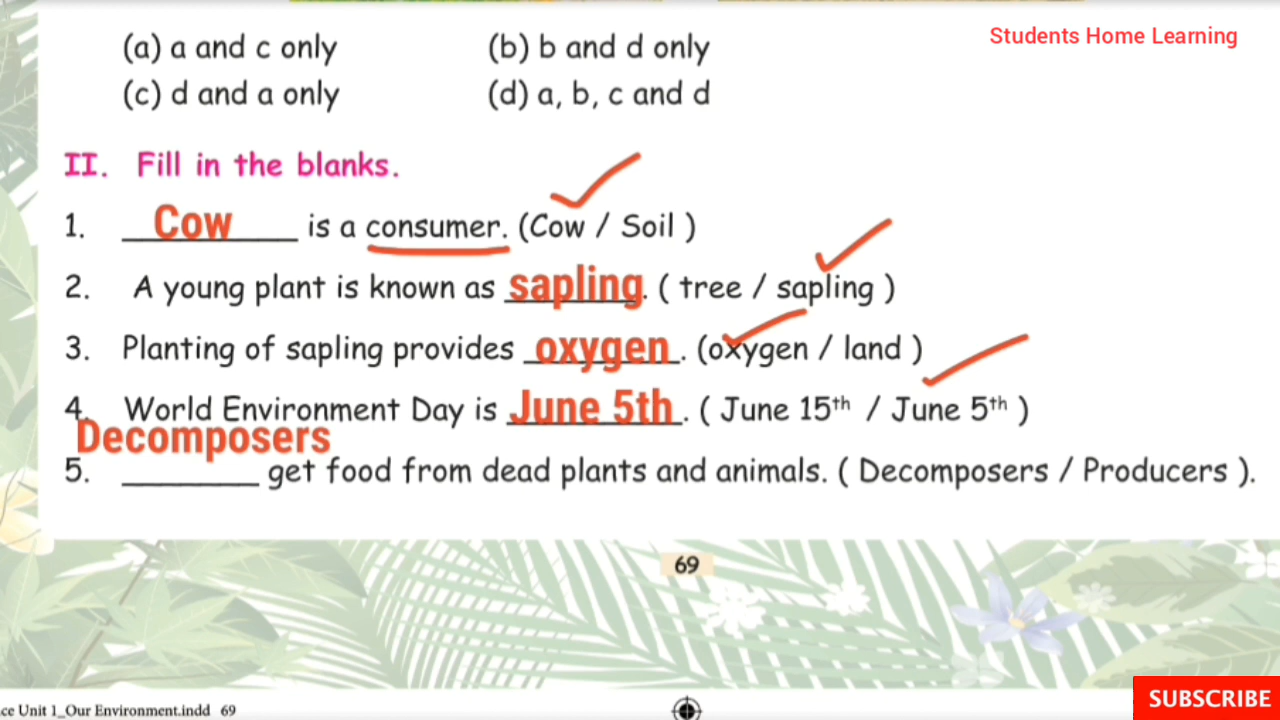 Students Home Learning
(a) a and c only (b) b and d only
(c) d and a only (d) a, b, c and d
II. Fill in the blanks.
1. Cow is a consumer. (Cow / Soil )
2. A young plant is known as sapling. ( tree / sapling )
3. Planting of sapling provides oxygen. (oxygen / land )
4. World Environment Day is June 5th. ( June 15th / June 5th )
Decomposers
5. ________ get food from dead plants and animals. ( Decomposers / Producers ).
69
ce Unit 1_Our Environment.indd 69
SUBSCRIBE